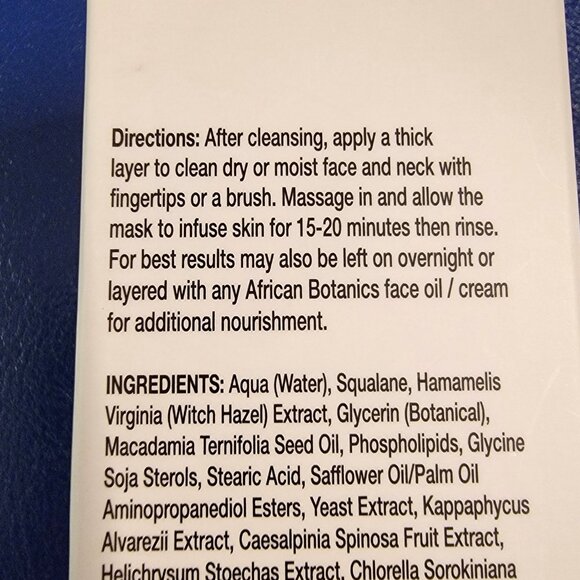 Directions: After cleansing, apply a thick
layer to clean dry or moist face and neck with
fingertips or a brush. Massage in and allow the
mask to infuse skin for 15-20 minutes then rinse.
For best results may also be left on overnight or
layered with any African Botanics face oil / cream
for additional nourishment.
INGREDIENTS: Aqua (Water), Squalane, Hamamelis
Virginia (Witch Hazel) Extract, Glycerin (Botanical),
Macadamia Ternifolia Seed Oil, Phospholipids, Glycine
Soja Sterols, Stearic Acid, Safflower Oil/Palm Oil
Aminopropanediol Esters, Yeast Extract, Kappaphycus
Alvarezii Extract, Caesalpinia Spinosa Fruit Extract,
Helichrysum Stoechas Extract, Chlorella Sorokiniana